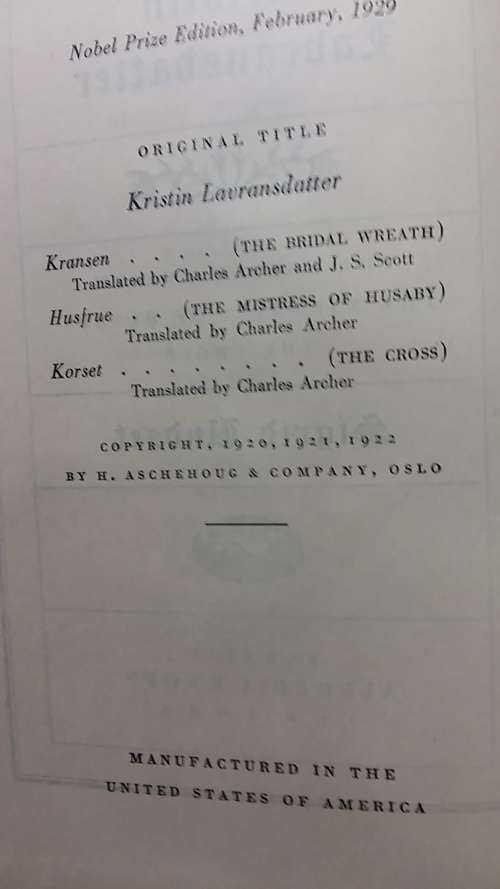 Nobel Prize Edition, February, 1929
ORIGINAL TITLE
Kristin Lavransdatter
Kransen . . . . (THE BRIDAL WREATH)
Translated by Charles Archer and J. S. Scott
Husfrue . . (THE MISTRESS OF HUSABY)
Translated by Charles Archer
Korset . . . . . . . . (THE CROSS)
Translated by Charles Archer
COPYRIGHT, 1920, 1921, 1922
BY H. ASCHEHOUG & COMPANY, OSLO
MANUFACTURED IN THE
UNITED STATES OF AMERICA